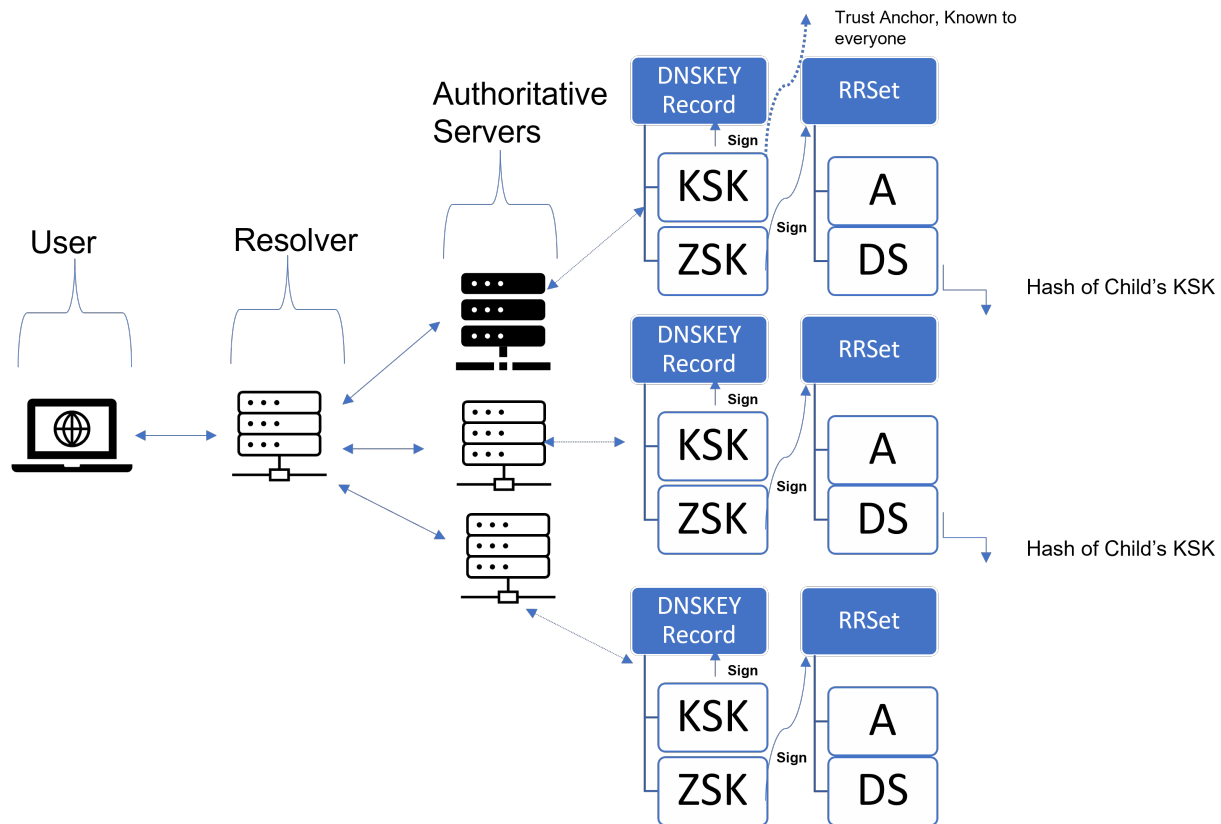 Trust Anchor, Known to
everyone
DNSKEY
Record
RRSet
Authoritative
Servers
Sign
KSK
A
Sign
ZSK
DS
User
Resolver
Hash of Child's KSK
DNSKEY
Record
RRSet
Sign
KSK
A
Sign
ZSK
DS
Hash of Child's KSK
DNSKEY
Record
RRSet
Sign
KSK
A
Sign
ZSK
DS